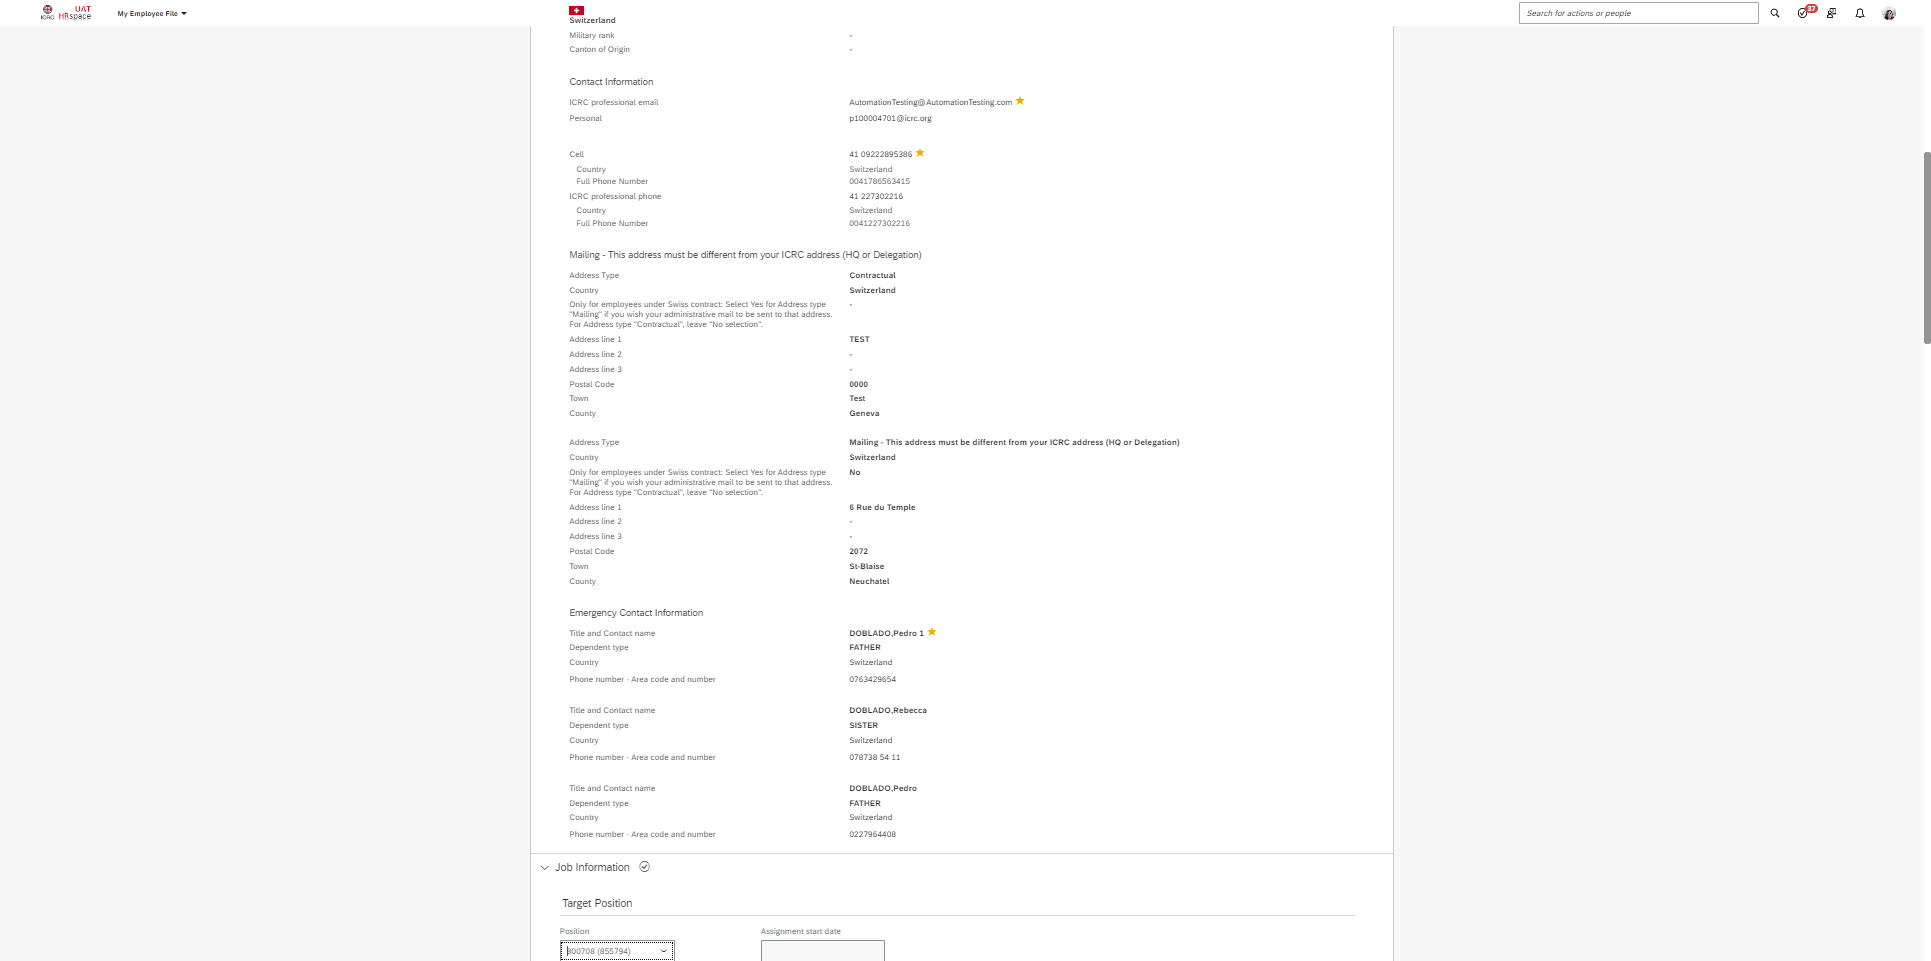 ICRC
UAT
HRspace
My Employee File
Search for actions or people
37
Switzerland
Military rank -
Canton of Origin -
Contact Information
ICRC professional email AutomationTesting@AutomationTesting.com
Personal p100004701@icrc.org
Cell 41 09222895386
Country Switzerland
Full Phone Number 0041786563415
ICRC professional phone 41 227302216
Country Switzerland
Full Phone Number 0041227302216
Mailing - This address must be different from your ICRC address (HQ or Delegation)
Address Type Contractual
Country Switzerland
Only for employees under Swiss contract: Select Yes for Address type -
"Mailing" if you wish your administrative mail to be sent to that address.
For Address type "Contractual", leave "No selection".
Address line 1 TEST
Address line 2 -
Address line 3 -
Postal Code 0000
Town Test
County Geneva
Address Type Mailing - This address must be different from your ICRC address (HQ or Delegation)
Country Switzerland
Only for employees under Swiss contract: Select Yes for Address type No
"Mailing" if you wish your administrative mail to be sent to that address.
For Address type "Contractual", leave "No selection".
Address line 1 6 Rue du Temple
Address line 2 -
Address line 3 -
Postal Code 2072
Town St-Blaise
County Neuchatel
Emergency Contact Information
Title and Contact name DOBLADO,Pedro 1
Dependent type FATHER
Country Switzerland
Phone number - Area code and number 0763429654
Title and Contact name DOBLADO,Rebecca
Dependent type SISTER
Country Switzerland
Phone number - Area code and number 078738 54 11
Title and Contact name DOBLADO,Pedro
Dependent type FATHER
Country Switzerland
Phone number - Area code and number 0227964408
Job Information
Target Position
Position Assignment start date
800708 (855794)